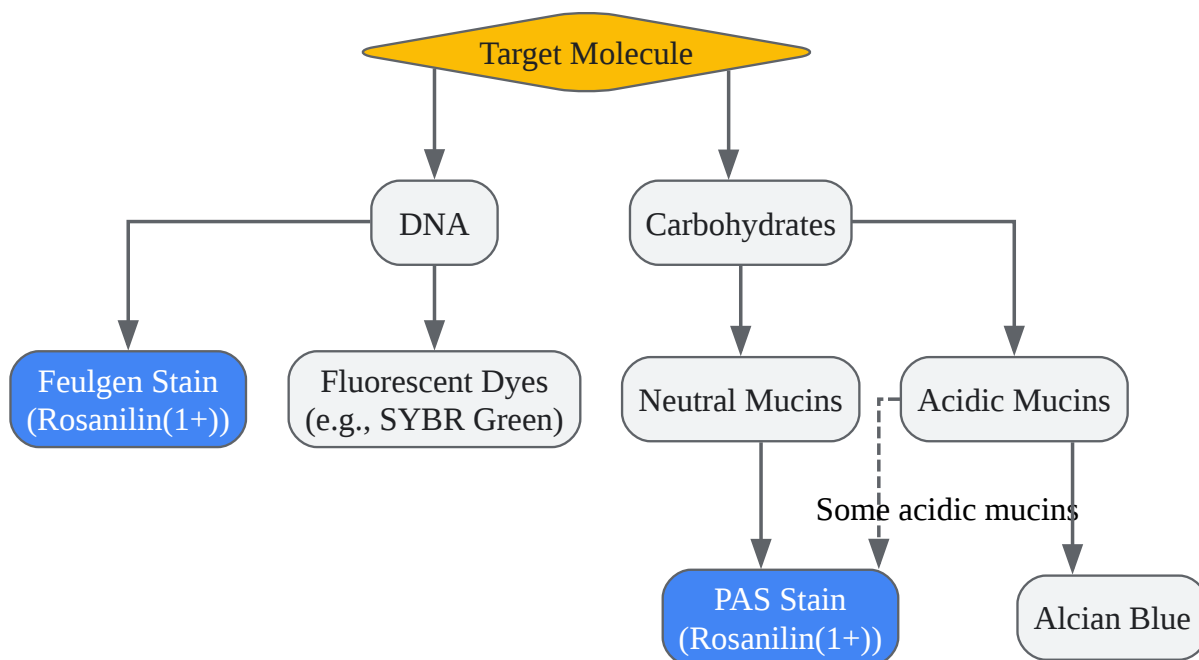 Target Molecule
DNA
Carbohydrates
Feulgen Stain
(Rosanilin(1+))
Fluorescent Dyes
(e.g., SYBR Green)
Neutral Mucins
Acidic Mucins
Some acidic mucins
PAS Stain
(Rosanilin(1+))
Alcian Blue